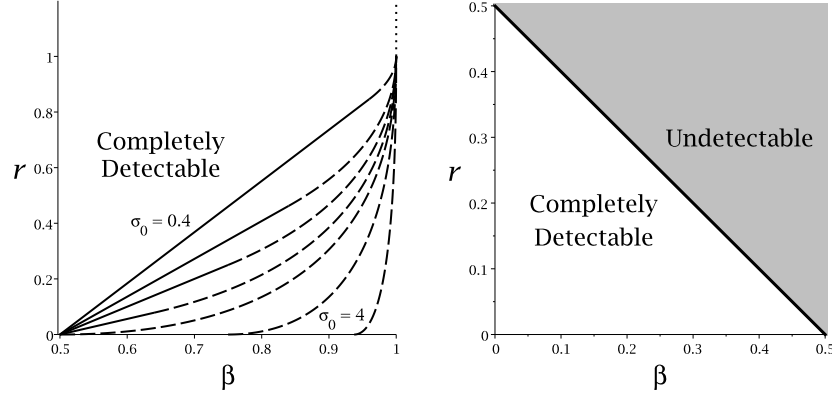 1
0.8
Completely
Detectable
r
0.6
0.4
σ0 = 0.4
0.2
σ0 = 4
0
0.5
0.6
0.7
0.8
0.9
1
β
0.5
0.4
Undetectable
0.3
r
Completely
Detectable
0.2
0.1
0
0
0.1
0.2
0.3
0.4
0.5
β